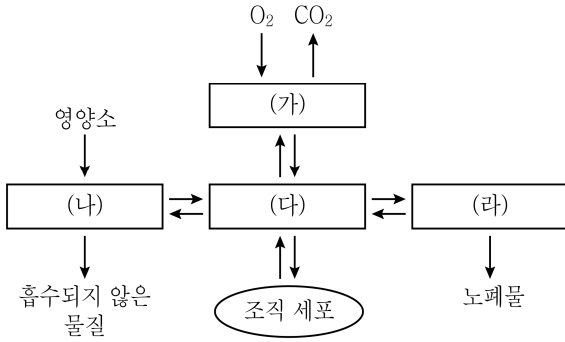 O₂ CO₂
(가)
영양소
(나) (다) (라)
흡수되지 않은
물질
조직 세포
노폐물